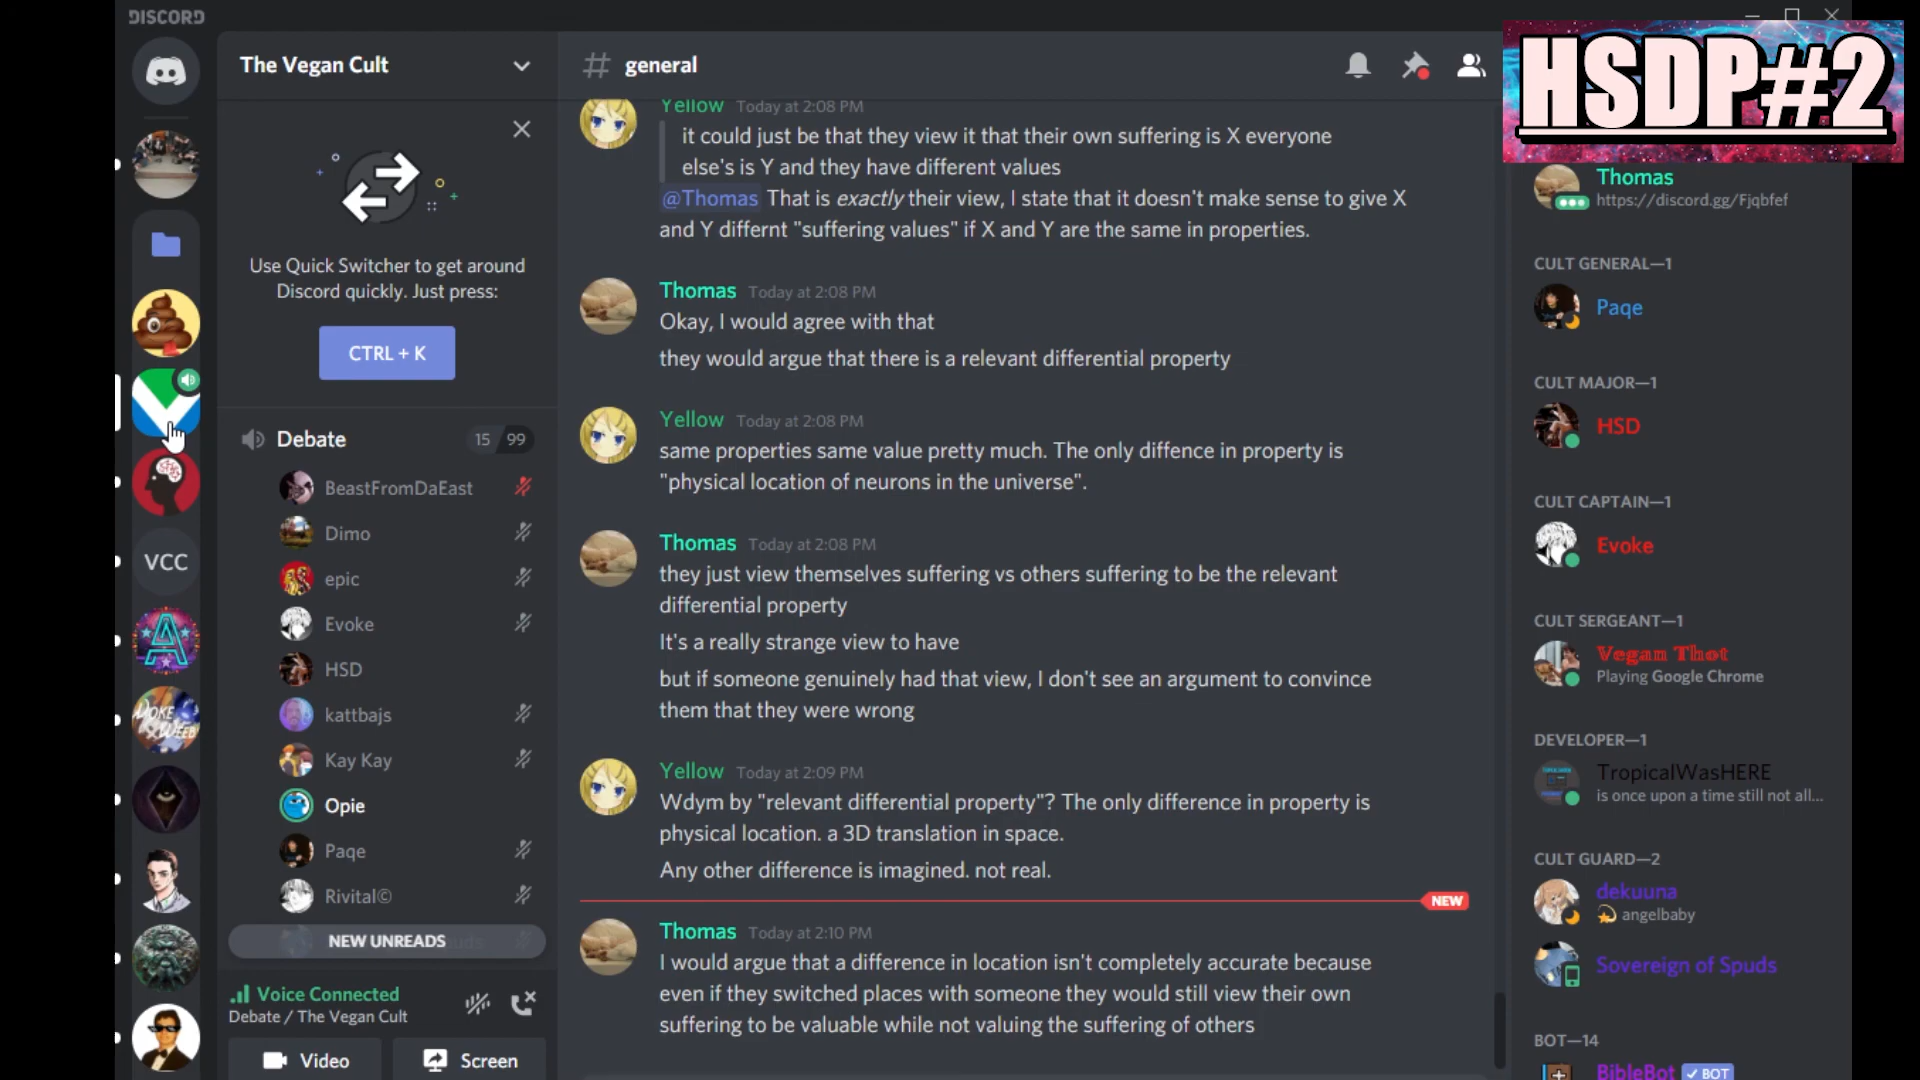 DISCORD
HSDP#2
The Vegan Cult
Use Quick Switcher to get around
Discord quickly. Just press:
CTRL + K
Debate
15 99
BeastFromDaEast
Dimo
epic
Evoke
HSD
kattbajs
Kay Kay
Opie
Paqe
Rivital©
NEW UNREADS
Voice Connected
Debate / The Vegan Cult
Video
Screen
VCC
A
# general
Yellow Today at 2:08 PM
it could just be that they view it that their own suffering is X everyone
else's is Y and they have different values
@Thomas That is exactly their view, I state that it doesn't make sense to give X
and Y differnt "suffering values" if X and Y are the same in properties.
Thomas Today at 2:08 PM
Okay, I would agree with that
they would argue that there is a relevant differential property
Yellow Today at 2:08 PM
same properties same value pretty much. The only diffence in property is
"physical location of neurons in the universe".
Thomas Today at 2:08 PM
they just view themselves suffering vs others suffering to be the relevant
differential property
It's a really strange view to have
but if someone genuinely had that view, I don't see an argument to convince
them that they were wrong
Yellow Today at 2:09 PM
Wdym by "relevant differential property"? The only difference in property is
physical location. a 3D translation in space.
Any other difference is imagined. not real.
NEW
Thomas Today at 2:10 PM
I would argue that a difference in location isn't completely accurate because
even if they switched places with someone they would still view their own
suffering to be valuable while not valuing the suffering of others
Thomas
https://discord.gg/Fjqbfef
CULT GENERAL—1
Paqe
CULT MAJOR—1
HSD
CULT CAPTAIN—1
Evoke
CULT SERGEANT—1
Vegan Thot
Playing Google Chrome
DEVELOPER—1
TropicalWasHERE
is once upon a time still not all...
CULT GUARD—2
dekuuna
angelbaby
Sovereign of Spuds
BOT—14
BibleBot BOT